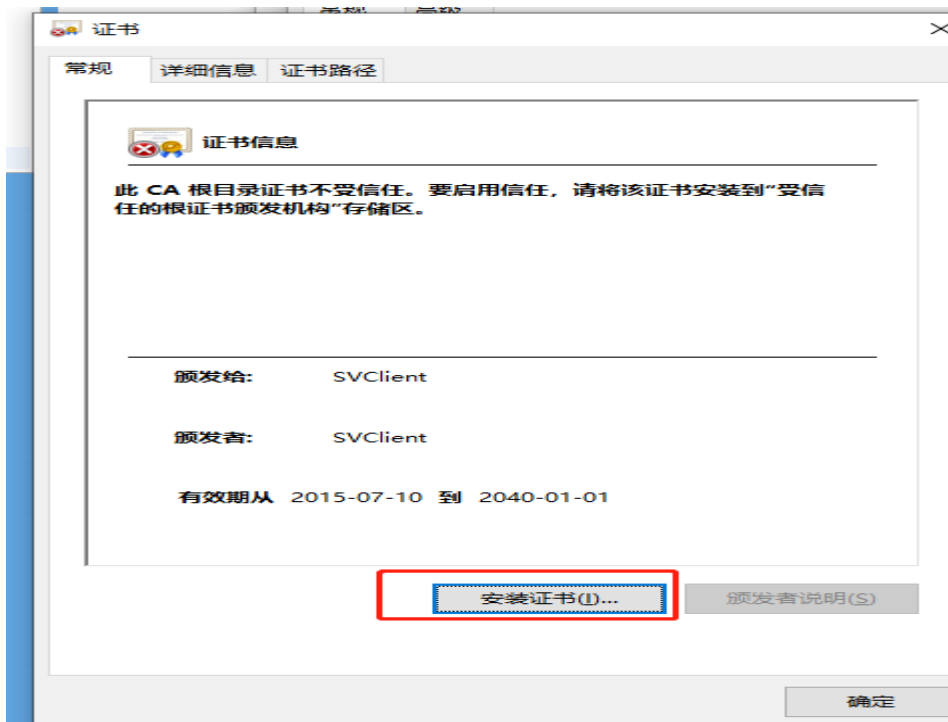 证书
常规
详细信息
证书路径
证书信息
此 CA 根目录证书不受信任。要启用信任，请将该证书安装到“受信
任的根证书颁发机构”存储区。
颁发给: SVClient
颁发者: SVClient
有效期从 2015-07-10 到 2040-01-01
安装证书(I)...
颁发者说明(S)
确定